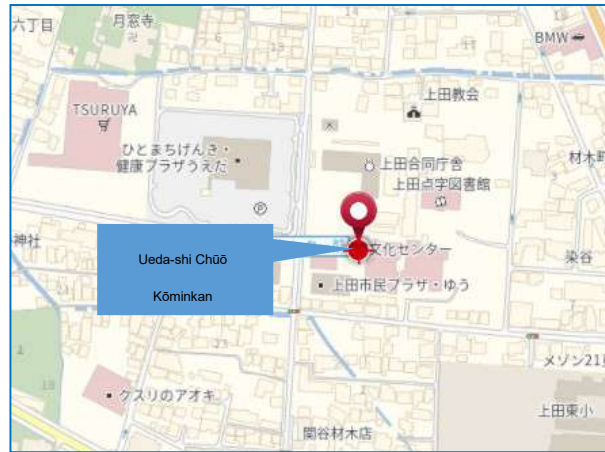 六丁目
月窓寺
BMW
TSURUYA
上田教会
ひとまちげんき・
健康プラザうえだ
上田合同庁舎
材木町
上田点字図書館
神社
Ueda-shi Chūō
Kōminkan
文化センター
染谷
上田市民プラザ・ゆう
メゾン21
クスリのアオキ
上田東小
関谷材木店